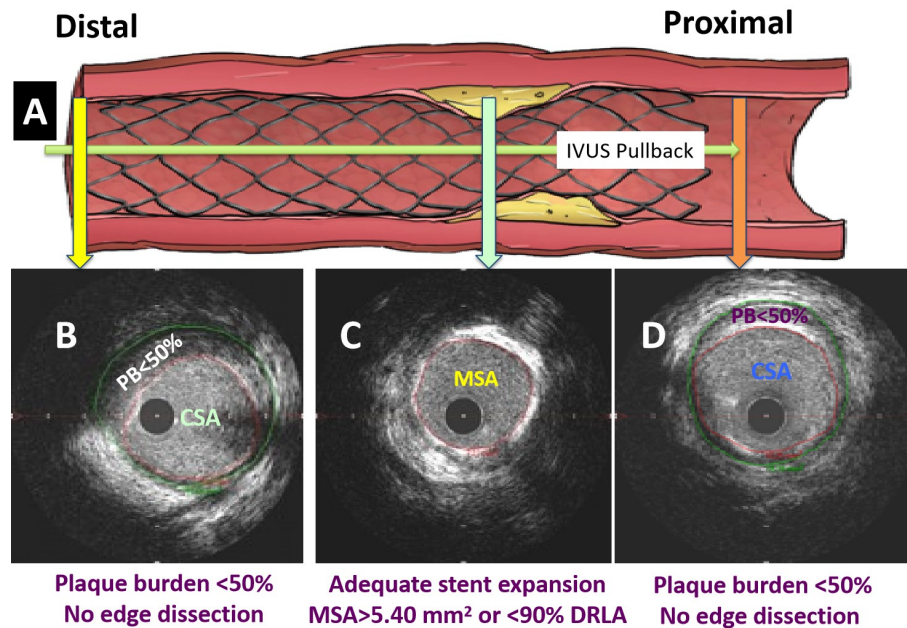 Distal
Proximal
A
IVUS Pullback
B
PB<50%
CSA
C
MSA
D
PB<50%
CSA
Plaque burden <50%
No edge dissection
Adequate stent expansion
MSA>5.40 mm² or <90% DRLA
Plaque burden <50%
No edge dissection